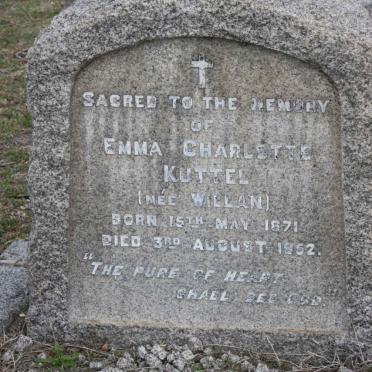 SACRED TO THE MEMORY
OF
EMMA CHARLETTE
KUTTEL
(NÉE WILLAN)
BORN 15TH MAY 1871
DIED 3RD AUGUST 1952.
"THE PURE OF HEART
SHALL SEE GOD"